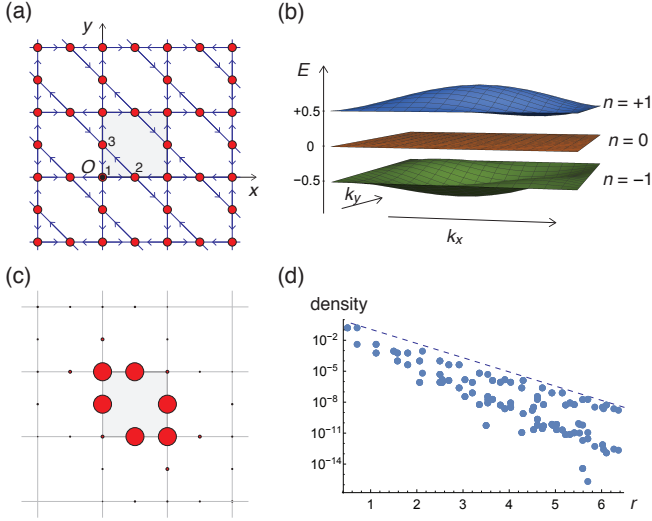 (a)
y
3
O
1
2
x
(b)
E
+0.5
n = +1
0
n = 0
−0.5
n = −1
k_y
k_x
(c)
(d)
density
10^−2
10^−5
10^−8
10^−11
10^−14
1 2 3 4 5 6 r